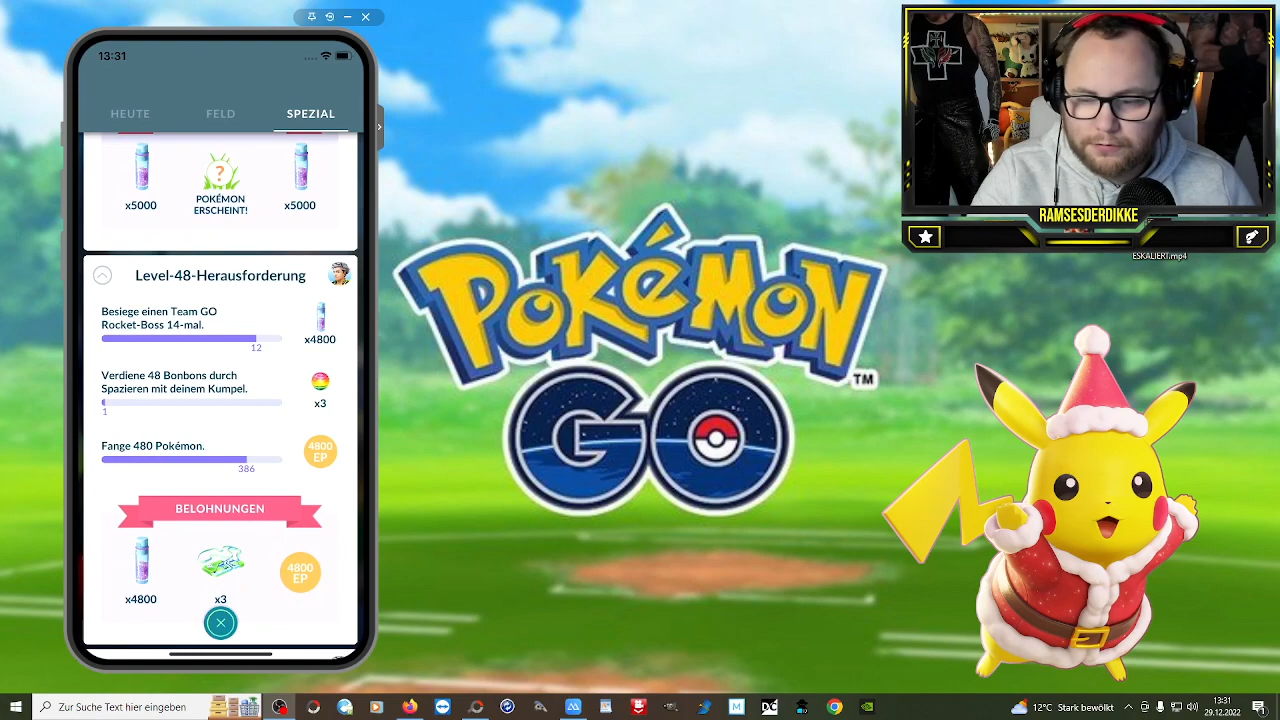 13:31
HEUTE
FELD
SPEZIAL
x5000
POKÉMON
ERSCHEINT!
x5000
Level-48-Herausforderung
Besiege einen Team GO
Rocket-Boss 14-mal.
x4800
12
Verdiene 48 Bonbons durch
Spazieren mit deinem Kumpel.
x3
1
Fange 480 Pokémon.
4800
EP
386
BELOHNUNGEN
x4800
x3
4800
EP
POKÉMON
TM
GO
RAMSESDERDIKKE
ESKALIERT.mp4
Zur Suche Text hier eingeben
M
DC
12°C Stark bewölkt
13:31
29.12.2022